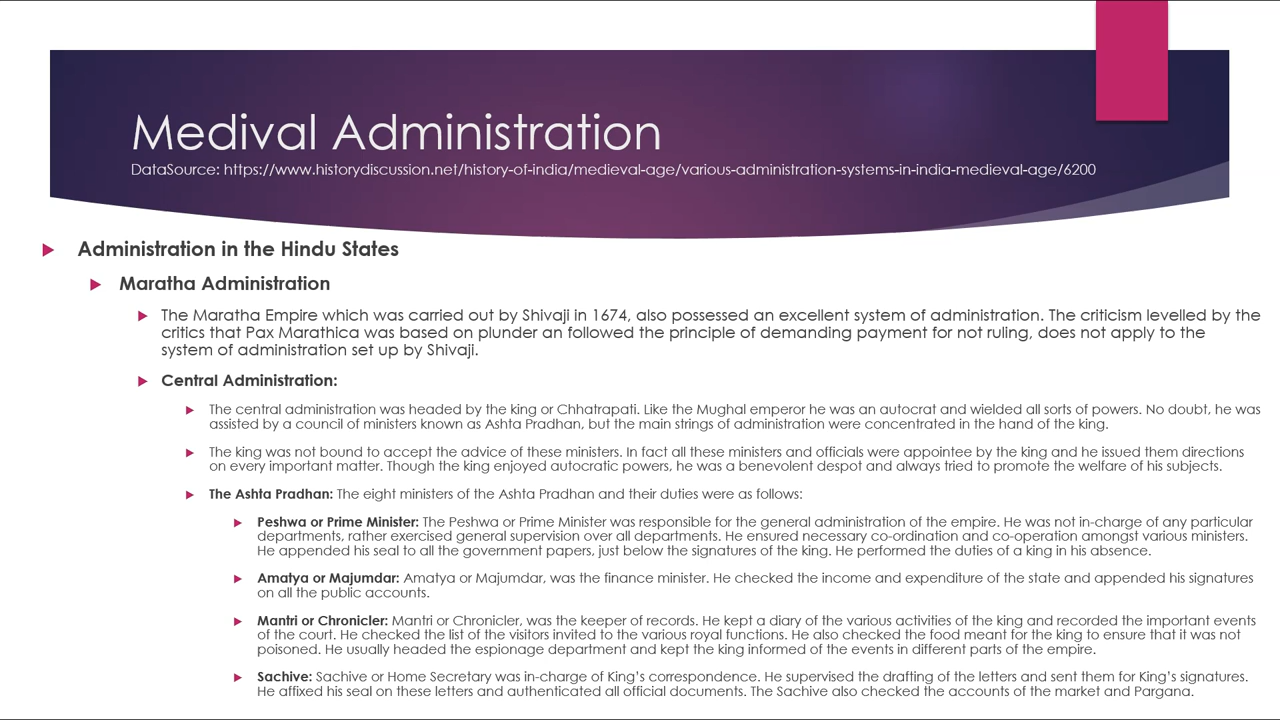 Medival Administration
DataSource: https://www.historydiscussion.net/history-of-india/medieval-age/various-administration-systems-in-india-medieval-age/6200
Administration in the Hindu States
Maratha Administration
The Maratha Empire which was carried out by Shivaji in 1674, also possessed an excellent system of administration. The criticism levelled by the
critics that Pax Marathica was based on plunder an followed the principle of demanding payment for not ruling, does not apply to the
system of administration set up by Shivaji.
Central Administration:
The central administration was headed by the king or Chhatrapati. Like the Mughal emperor he was an autocrat and wielded all sorts of powers. No doubt, he was
assisted by a council of ministers known as Ashta Pradhan, but the main strings of administration were concentrated in the hand of the king.
The king was not bound to accept the advice of these ministers. In fact all these ministers and officials were appointee by the king and he issued them directions
on every important matter. Though the king enjoyed autocratic powers, he was a benevolent despot and always tried to promote the welfare of his subjects.
The Ashta Pradhan: The eight ministers of the Ashta Pradhan and their duties were as follows:
Peshwa or Prime Minister: The Peshwa or Prime Minister was responsible for the general administration of the empire. He was not in-charge of any particular
departments, rather exercised general supervision over all departments. He ensured necessary co-ordination and co-operation amongst various ministers.
He appended his seal to all the government papers, just below the signatures of the king. He performed the duties of a king in his absence.
Amatya or Majumdar: Amatya or Majumdar, was the finance minister. He checked the income and expenditure of the state and appended his signatures
on all the public accounts.
Mantri or Chronicler: Mantri or Chronicler, was the keeper of records. He kept a diary of the various activities of the king and recorded the important events
of the court. He checked the list of the visitors invited to the various royal functions. He also checked the food meant for the king to ensure that it was not
poisoned. He usually headed the espionage department and kept the king informed of the events in different parts of the empire.
Sachive: Sachive or Home Secretary was in-charge of King's correspondence. He supervised the drafting of the letters and sent them for King's signatures.
He affixed his seal on these letters and authenticated all official documents. The Sachive also checked the accounts of the market and Pargana.